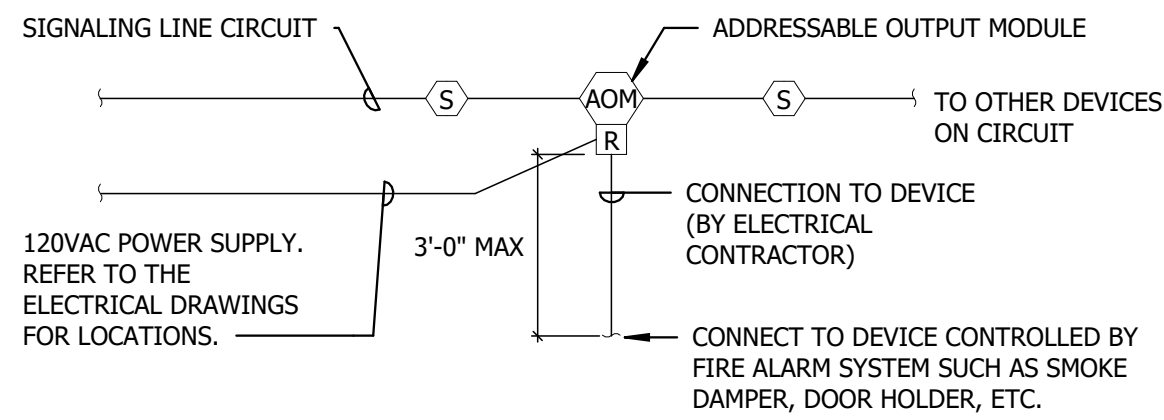 SIGNALING LINE CIRCUIT
ADDRESSABLE OUTPUT MODULE
S
AOM
S
TO OTHER DEVICES
ON CIRCUIT
R
CONNECTION TO DEVICE
(BY ELECTRICAL
CONTRACTOR)
120VAC POWER SUPPLY.
REFER TO THE
ELECTRICAL DRAWINGS
FOR LOCATIONS.
3'-0" MAX
CONNECT TO DEVICE CONTROLLED BY
FIRE ALARM SYSTEM SUCH AS SMOKE
DAMPER, DOOR HOLDER, ETC.